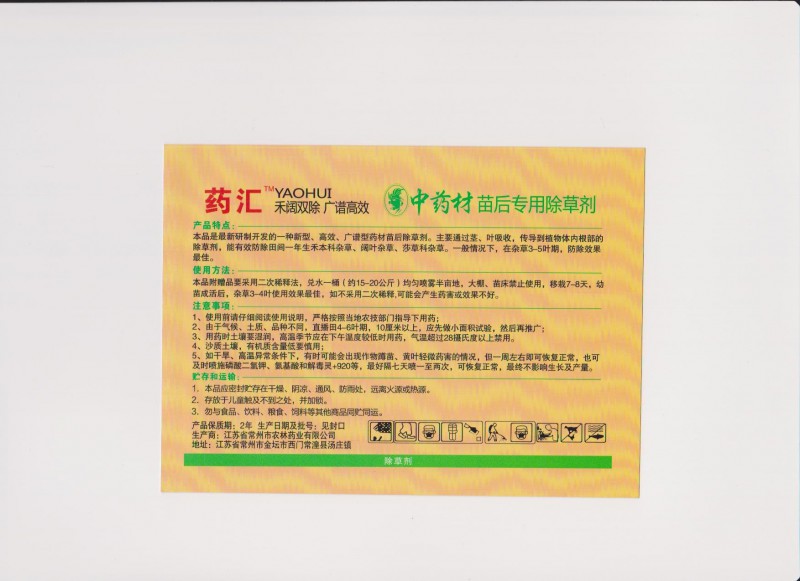 药汇™ YAOHUI
禾阔双除 广谱高效
中药材 苗后专用除草剂
产品特点:
本品是最新研制开发的一种新型、高效、广谱型药材苗后除草剂。主要通过茎、叶吸收,传导到植物体内根部的
除草剂,能有效防除田间一年生禾本科杂草、阔叶杂草、莎草科杂草。一般情况下,在杂草3-5叶期,防除效果
最佳。
使用方法:
本品附赠品要采用二次稀释法,兑水一桶(约15-20公斤)均匀喷雾半亩地,大棚、苗床禁止使用,移栽7-8天,幼
苗成活后,杂草3-4叶使用效果最佳,如不采用二次稀释,可能会产生药害或效果不好。
注意事项:
1、使用前请仔细阅读使用说明,严格按照当地农技部门指导下用药;
2、由于气候、土质、品种不同,直播田4-6叶期,10厘米以上,应先做小面积试验,然后再推广;
3、用药时土壤要湿润,高温季节应在下午温度较低时用药,气温超过28摄氏度以上禁用。
4、沙质土壤,有机质含量低要慎用;
5、如干旱、高温异常条件下,有时可能会出现作物蹲苗、黄叶轻微药害的情况,但一周左右即可恢复正常,也可
及时喷施磷酸二氢钾、氨基酸和解毒灵+920等,最好隔七天喷一至两次,可恢复正常,最终不影响生长及产量。
贮存和运输:
1、本品应密封贮存在干燥、阴凉、通风、防雨处,远离火源或热源。
2、存放于儿童触及不到之处,并加锁。
3、勿与食品、饮料、粮食、饲料等其他商品同贮同运。
产品保质期:2年 生产日期及批号:见封口
生产商:江苏省常州市农林药业有限公司
地址:江苏省常州市金坛市西门常湟县汤庄镇
除草剂